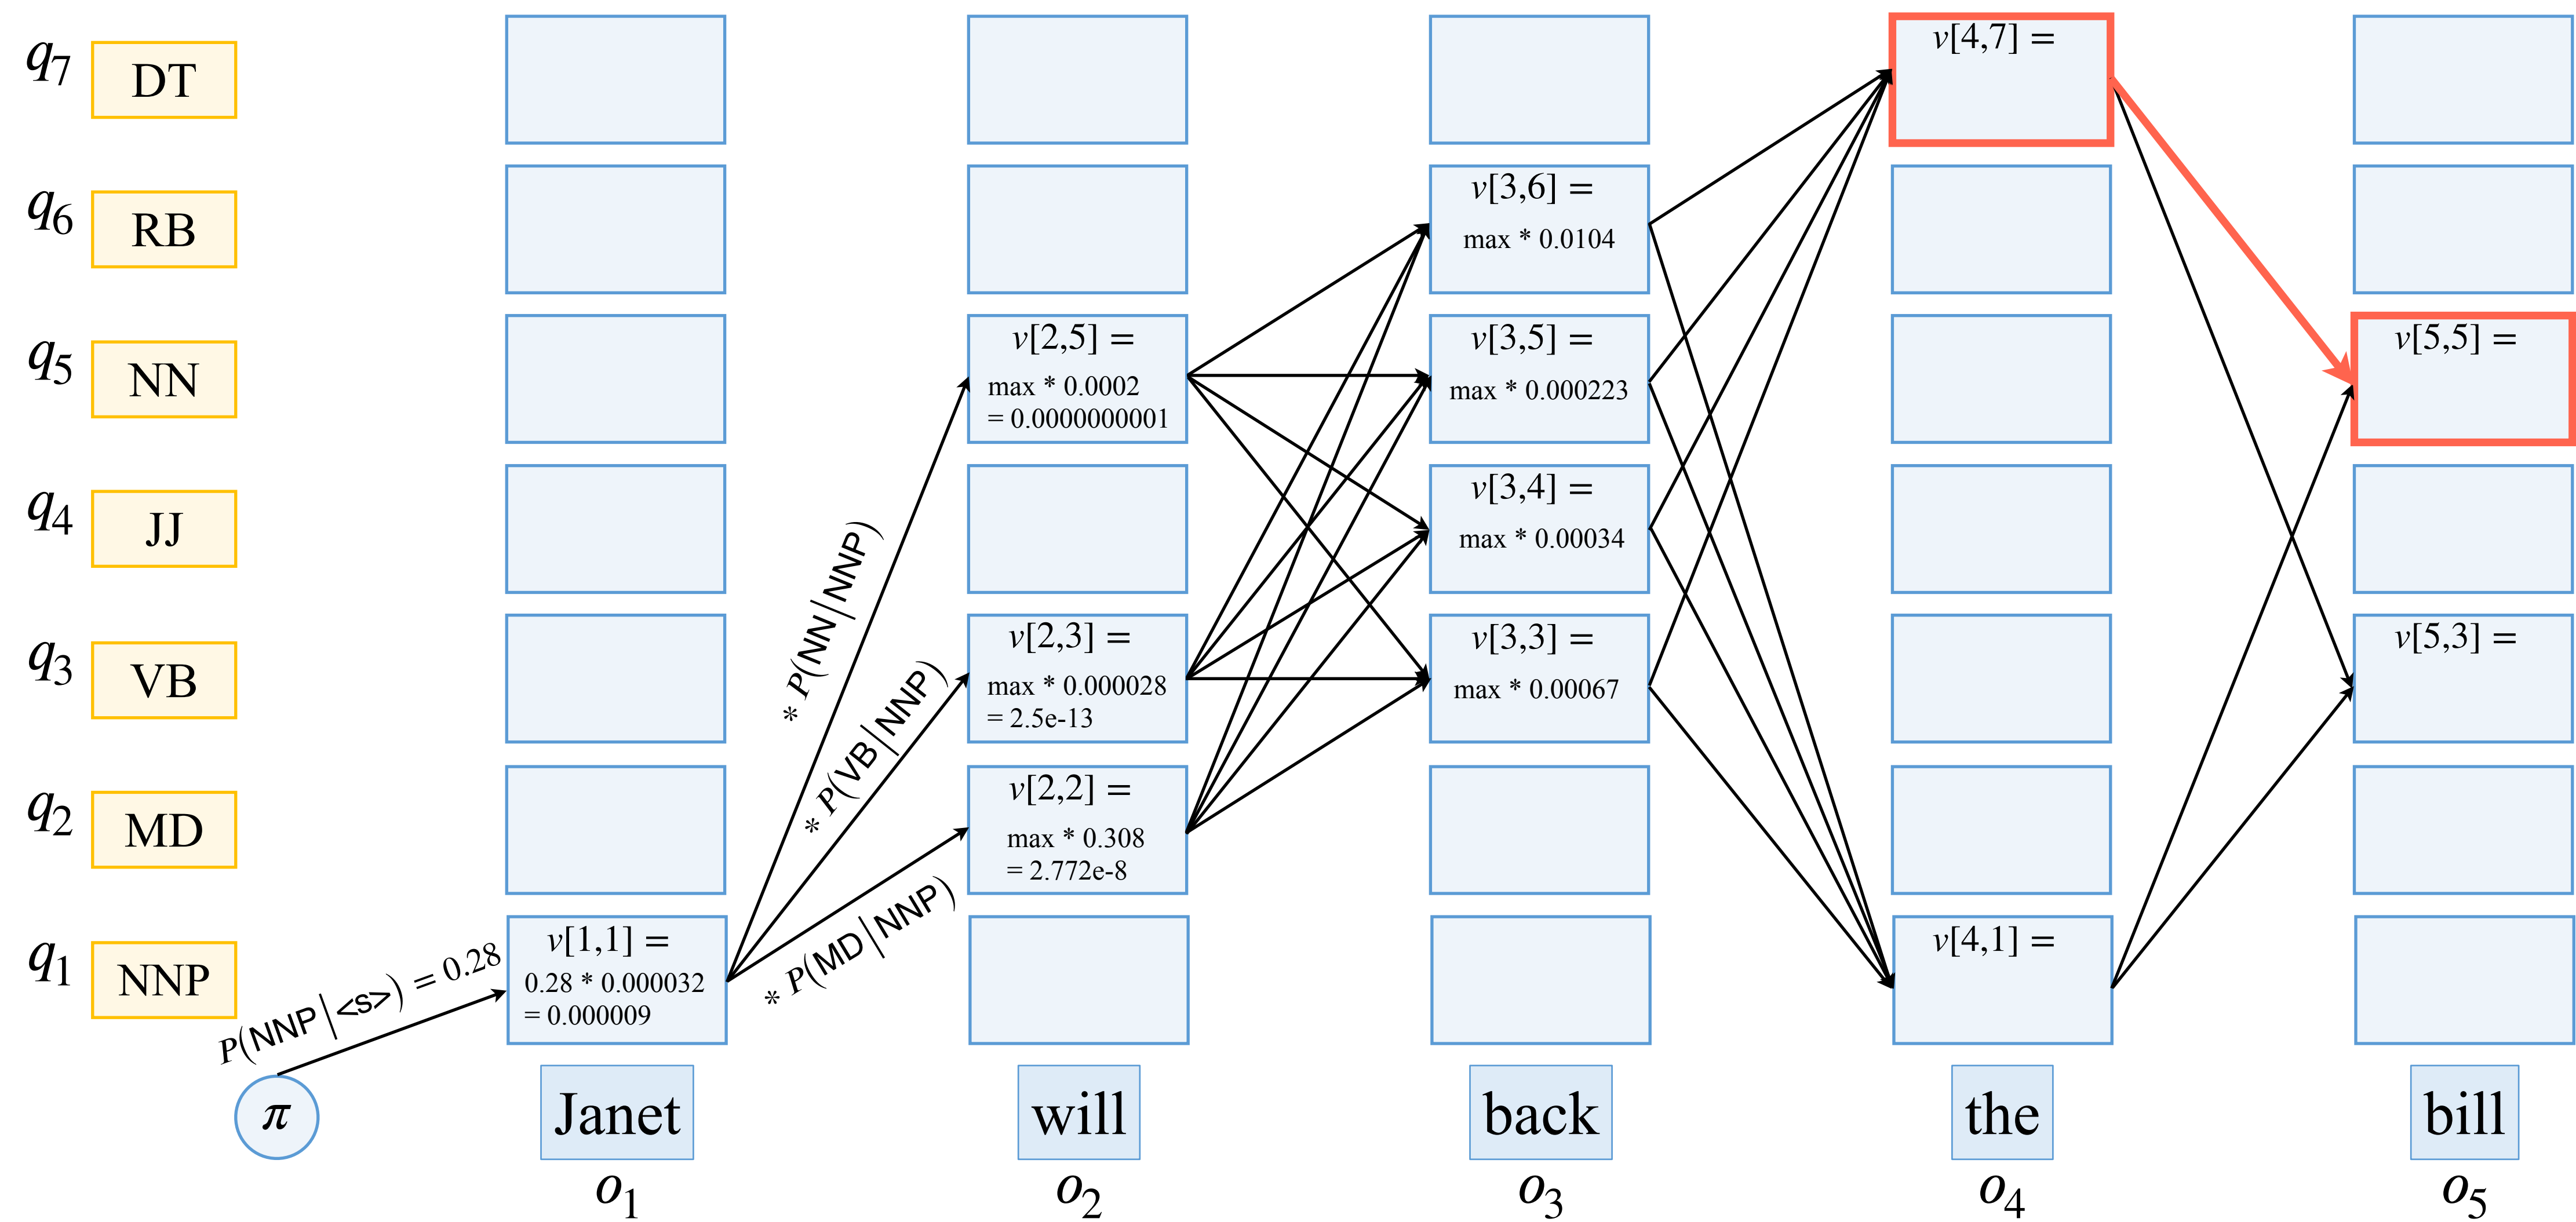 q7 DT
v[4,7] =
q6 RB
v[3,6] =
max * 0.0104
q5 NN
v[2,5] =
max * 0.0002
= 0.0000000001
v[3,5] =
max * 0.000223
v[5,5] =
q4 JJ
v[3,4] =
max * 0.00034
q3 VB
v[2,3] =
max * 0.000028
= 2.5e-13
v[3,3] =
max * 0.00067
v[5,3] =
q2 MD
v[2,2] =
max * 0.308
= 2.772e-8
q1 NNP
v[1,1] =
0.28 * 0.000032
= 0.000009
v[4,1] =
* P(NN|NNP)
* P(VB|NNP)
* P(MD|NNP)
P(NNP|<s>) = 0.28
π
Janet will back the bill
o1 o2 o3 o4 o5